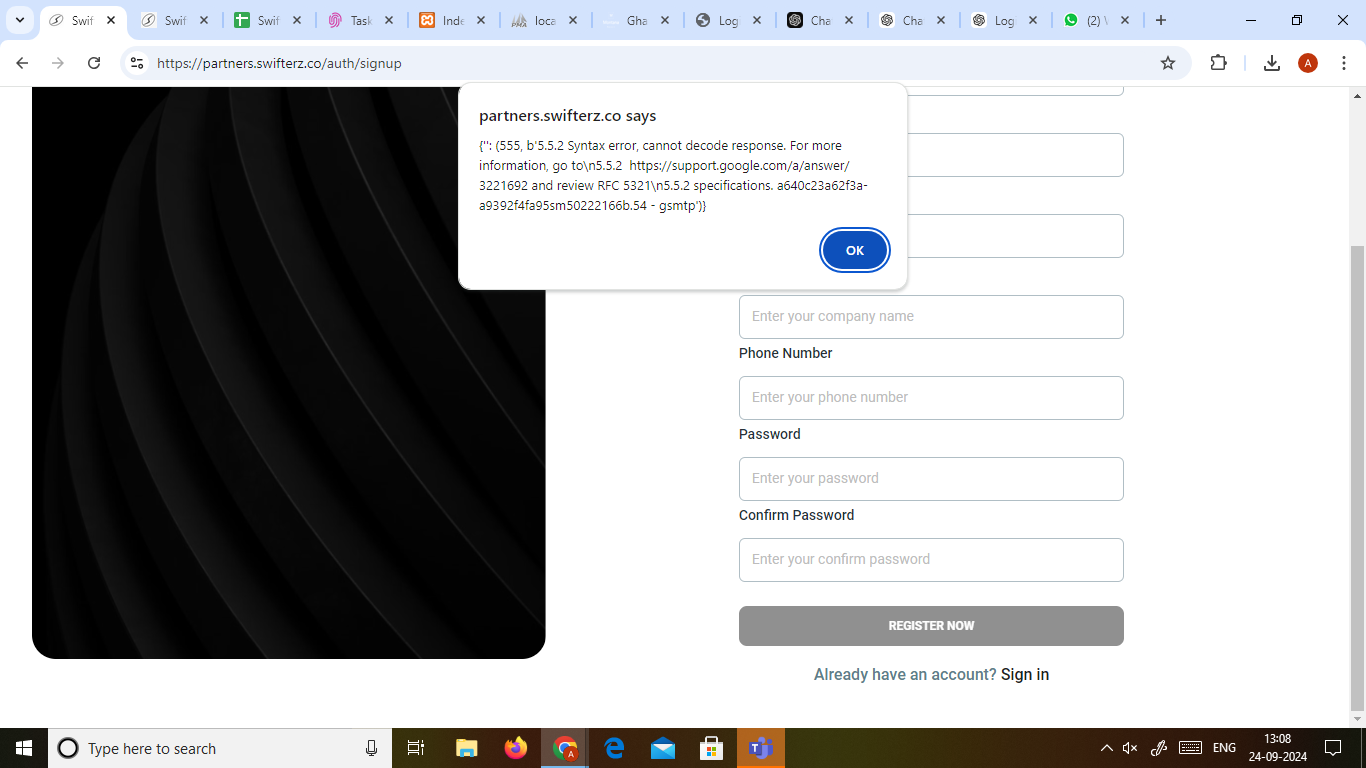 Swif
Swif
Swif
Task
Inde
loca
Gha
Log
Cha
Cha
Log
(2) \
https://partners.swifterz.co/auth/signup
A
partners.swifterz.co says
{'': (555, b'5.5.2 Syntax error, cannot decode response. For more
information, go to\n5.5.2  https://support.google.com/a/answer/
3221692 and review RFC 5321\n5.5.2 specifications. a640c23a62f3a-
a9392f4fa95sm50222166b.54 - gsmtp')}
OK
Enter your company name
Phone Number
Enter your phone number
Password
Enter your password
Confirm Password
Enter your confirm password
REGISTER NOW
Already have an account? Sign in
Type here to search
ENG
13:08
24-09-2024